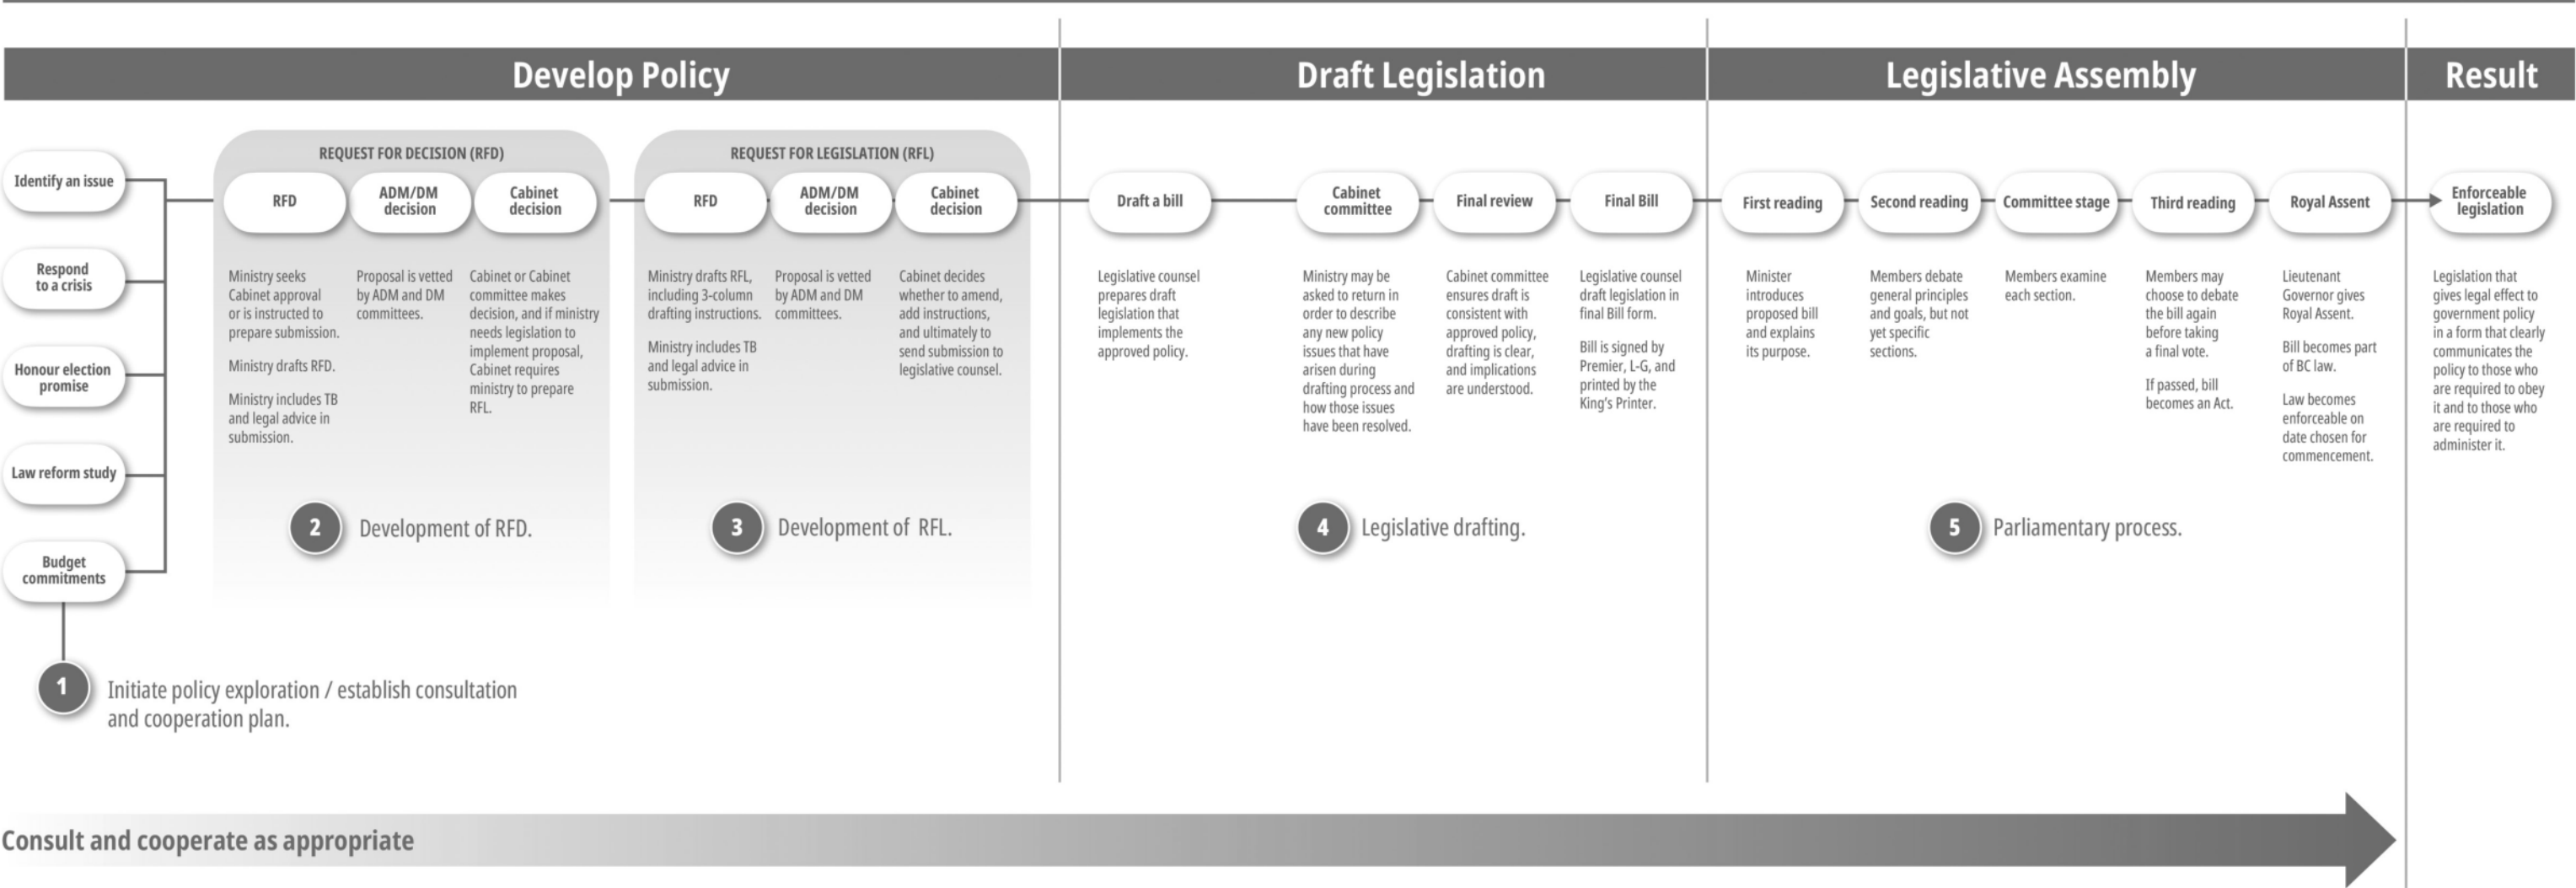 Develop Policy
Draft Legislation
Legislative Assembly
Result
Identify an issue
Respond
to a crisis
Honour election
promise
Law reform study
Budget
commitments
1
Initiate policy exploration / establish consultation
and cooperation plan.
REQUEST FOR DECISION (RFD)
RFD
Ministry seeks
Cabinet approval
or is instructed to
prepare submission.
Ministry drafts RFD.
Ministry includes TB
and legal advice in
submission.
ADM/DM
decision
Proposal is vetted
by ADM and DM
committees.
Cabinet
decision
Cabinet or Cabinet
committee makes
decision, and if ministry
needs legislation to
implement proposal,
Cabinet requires
ministry to prepare
RFL.
2
Development of RFD.
REQUEST FOR LEGISLATION (RFL)
RFD
Ministry drafts RFL,
including 3-column
drafting instructions.
Ministry includes TB
and legal advice in
submission.
ADM/DM
decision
Proposal is vetted
by ADM and DM
committees.
Cabinet
decision
Cabinet decides
whether to amend,
add instructions,
and ultimately to
send submission to
legislative counsel.
3
Development of RFL.
Draft a bill
Legislative counsel
prepares draft
legislation that
implements the
approved policy.
Cabinet
committee
Ministry may be
asked to return in
order to describe
any new policy
issues that have
arisen during
drafting process and
how those issues
have been resolved.
Final review
Cabinet committee
ensures draft is
consistent with
approved policy,
drafting is clear,
and implications
are understood.
Final Bill
Legislative counsel
draft legislation in
final Bill form.
Bill is signed by
Premier, L-G, and
printed by the
King's Printer.
4
Legislative drafting.
First reading
Minister
introduces
proposed bill
and explains
its purpose.
Second reading
Members debate
general principles
and goals, but not
yet specific
sections.
Committee stage
Members examine
each section.
Third reading
Members may
choose to debate
the bill again
before taking
a final vote.
If passed, bill
becomes an Act.
Royal Assent
Lieutenant
Governor gives
Royal Assent.
Bill becomes part
of BC law.
Law becomes
enforceable on
date chosen for
commencement.
5
Parliamentary process.
Enforceable
legislation
Legislation that
gives legal effect to
government policy
in a form that clearly
communicates the
policy to those who
are required to obey
it and to those who
are required to
administer it.
Consult and cooperate as appropriate